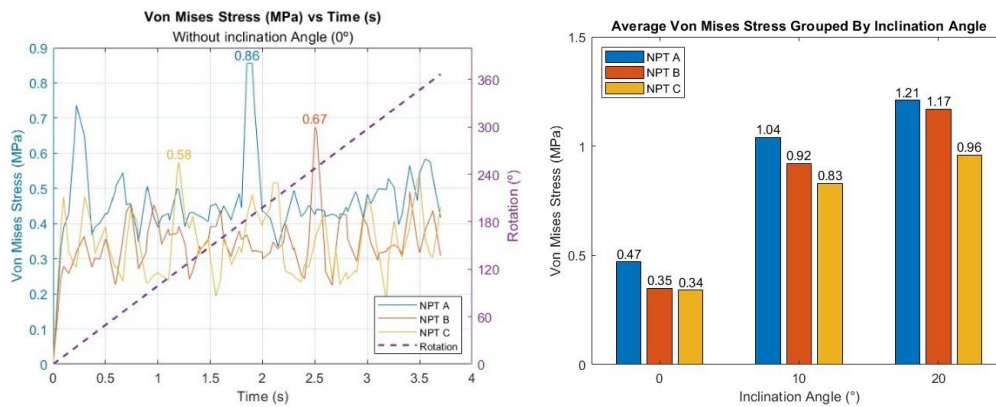 Von Mises Stress (MPa) vs Time (s)
Without inclination Angle (0º)
0.9
0.8
0.7
0.6
0.5
0.4
0.3
0.2
0.1
0
Von Mises Stress (MPa)
0.86
0.67
0.58
360
300
240
180
120
60
0
Rotation (°)
NPT A
NPT B
NPT C
Rotation
0 0.5 1 1.5 2 2.5 3 3.5 4
Time (s)
Average Von Mises Stress Grouped By Inclination Angle
1.5
1
0.5
0
Von Mises Stress (MPa)
NPT A
NPT B
NPT C
0.47 0.35 0.34
1.04 0.92 0.83
1.21 1.17 0.96
0 10 20
Inclination Angle (°)